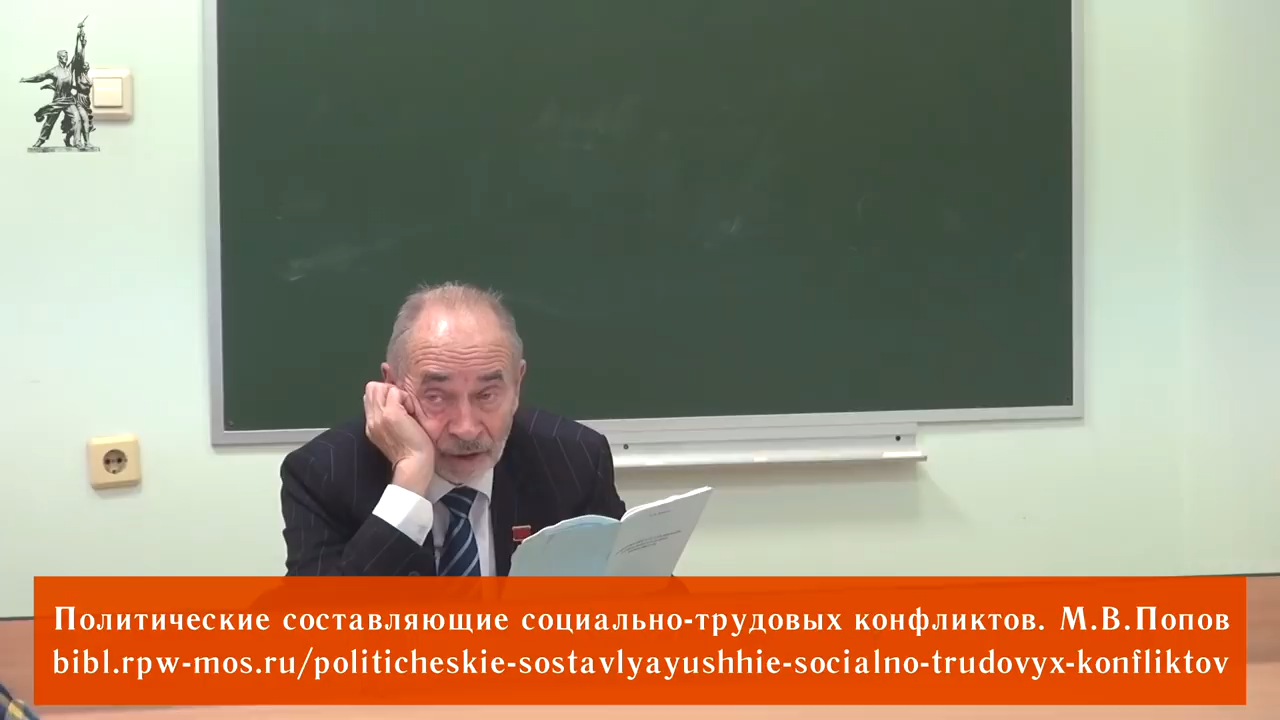 Политические составляющие социально-трудовых конфликтов. М.В.Попов
bibl.rpw-mos.ru/politicheskie-sostavlyayushhie-socialno-trudovyx-konfliktov